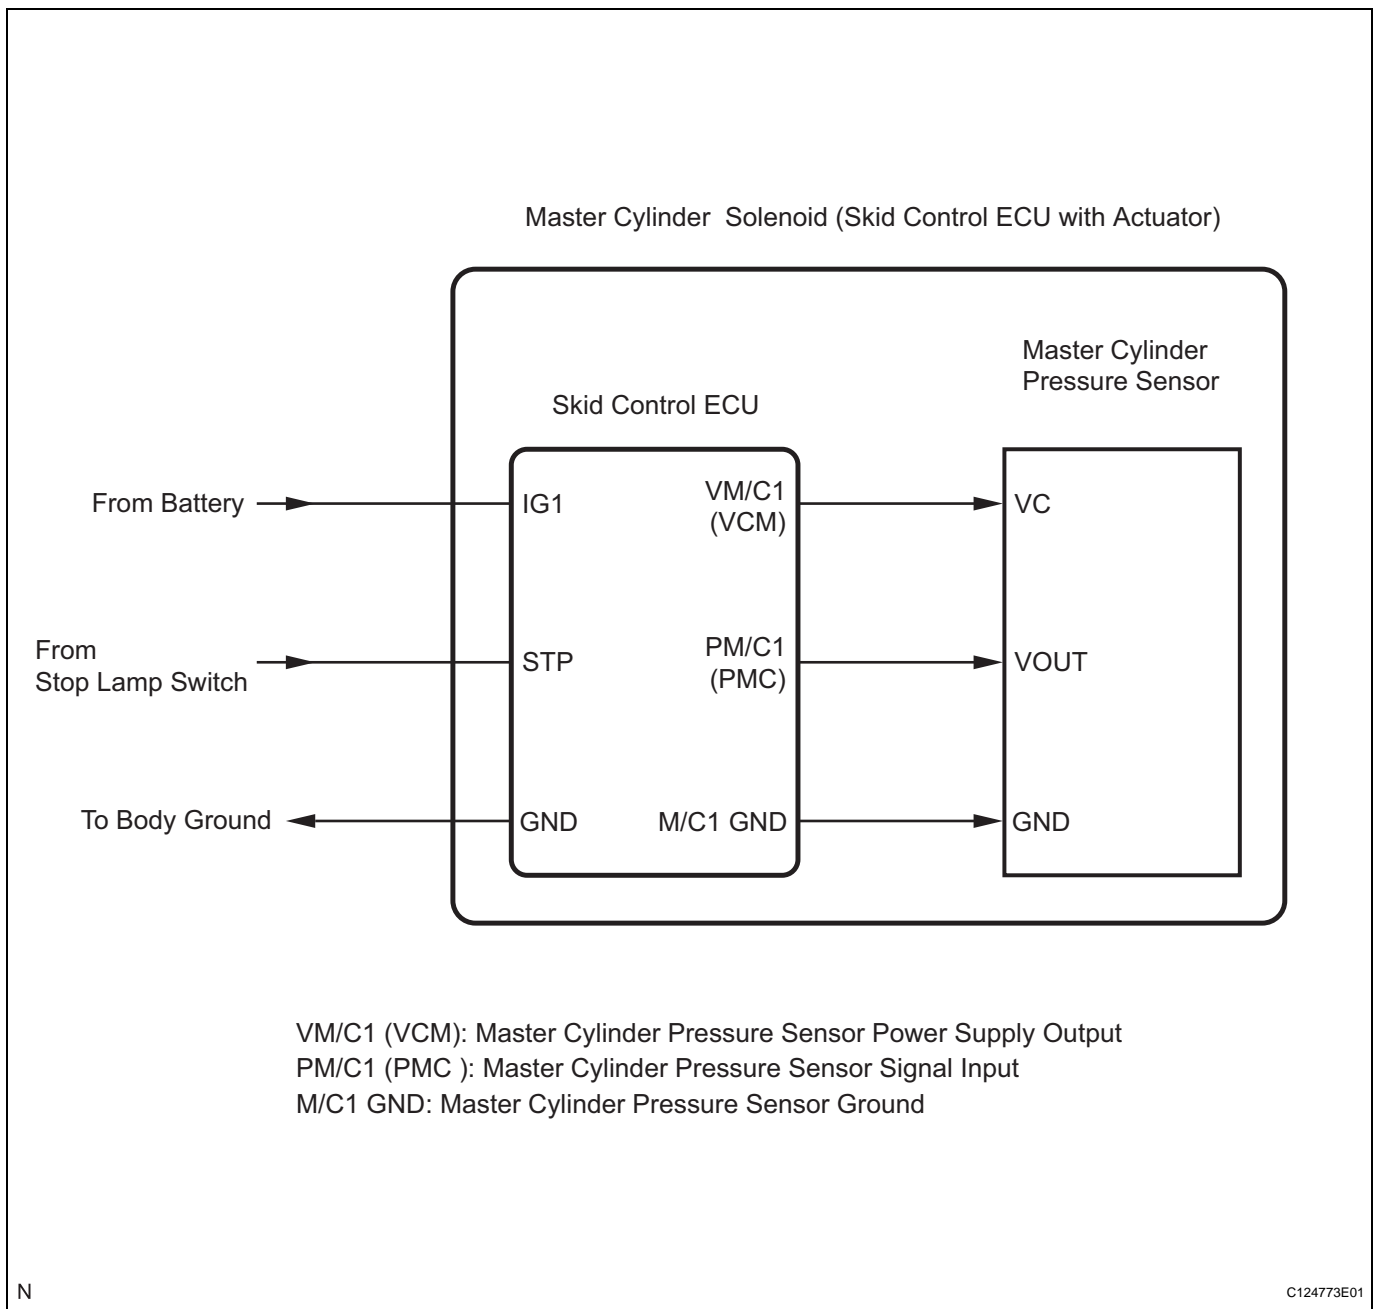 Master Cylinder Solenoid (Skid Control ECU with Actuator)
Master Cylinder
Pressure Sensor
Skid Control ECU
From Battery
IG1
VM/C1
(VCM)
VC
From
Stop Lamp Switch
STP
PM/C1
(PMC)
VOUT
To Body Ground
GND
M/C1 GND
GND
VM/C1 (VCM): Master Cylinder Pressure Sensor Power Supply Output
PM/C1 (PMC ): Master Cylinder Pressure Sensor Signal Input
M/C1 GND: Master Cylinder Pressure Sensor Ground
N
C124773E01